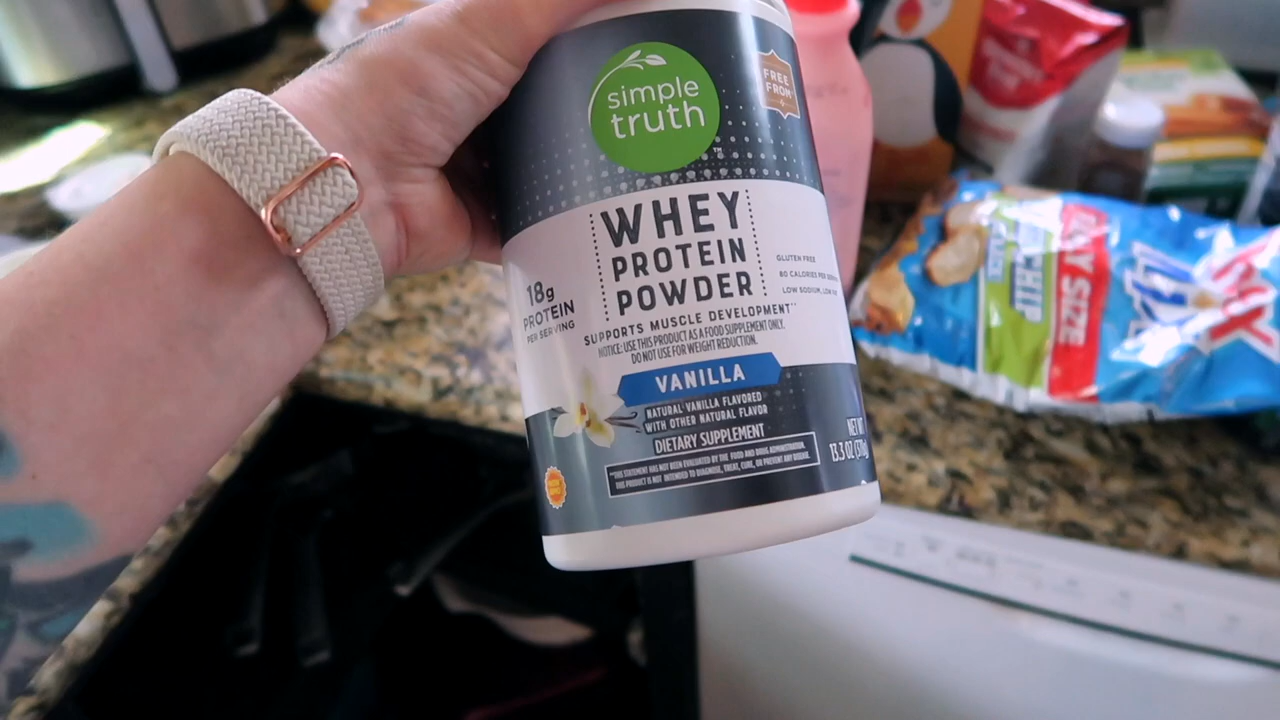 simple
truth
TM
FREE
FROM
WHEY
PROTEIN
POWDER
18g
PROTEIN
PER SERVING
GLUTEN FREE
80 CALORIES PER
LOW SODIUM, LOW
SUPPORTS MUSCLE DEVELOPMENT**
NOTICE: USE THIS PRODUCT AS A FOOD SUPPLEMENT ONLY.
DO NOT USE FOR WEIGHT REDUCTION.
VANILLA
NATURAL VANILLA FLAVORED
WITH OTHER NATURAL FLAVOR
DIETARY SUPPLEMENT
**THIS STATEMENT HAS NOT BEEN EVALUATED BY THE FOOD AND DRUG ADMINISTRATION.
THIS PRODUCT IS NOT INTENDED TO DIAGNOSE, TREAT, CURE, OR PREVENT ANY DISEASE.
NET WT
13.3 OZ (376g)
SIZE
MIX